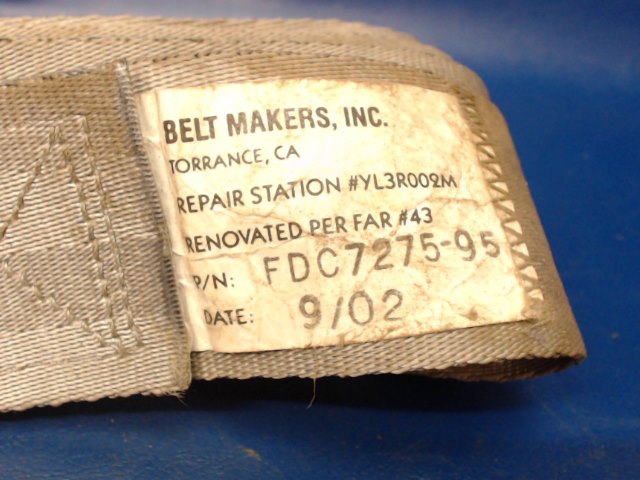 BELT MAKERS, INC.
TORRANCE, CA
REPAIR STATION #YL3R002M
RENOVATED PER FAR #43
P/N: FDC7275-95
DATE: 9/02